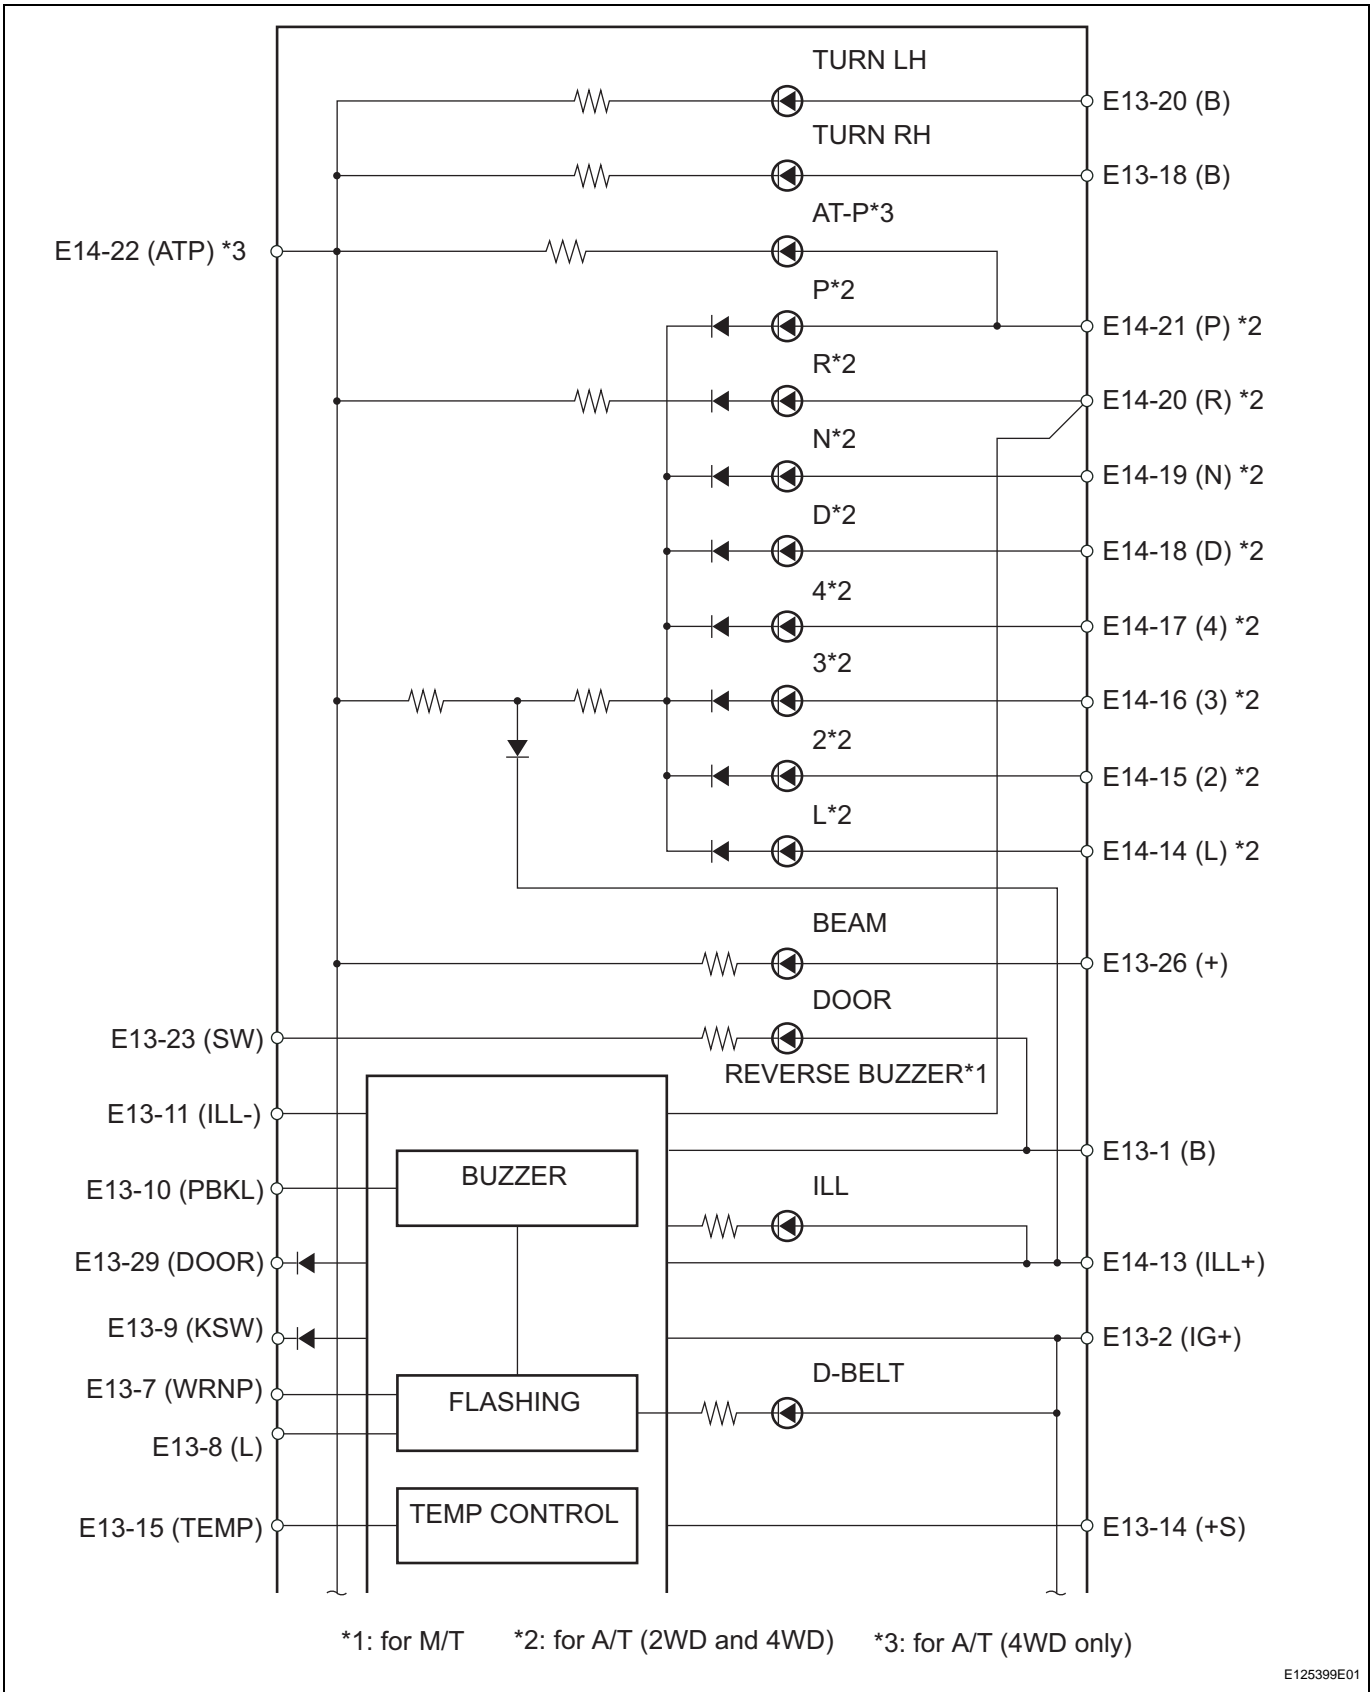 TURN LH
E13-20 (B)
TURN RH
E13-18 (B)
AT-P*3
E14-22 (ATP) *3
P*2
E14-21 (P) *2
R*2
E14-20 (R) *2
N*2
E14-19 (N) *2
D*2
E14-18 (D) *2
4*2
E14-17 (4) *2
3*2
E14-16 (3) *2
2*2
E14-15 (2) *2
L*2
E14-14 (L) *2
BEAM
E13-26 (+)
DOOR
E13-23 (SW)
REVERSE BUZZER*1
E13-11 (ILL-)
E13-1 (B)
BUZZER
E13-10 (PBKL)
ILL
E13-29 (DOOR)
E14-13 (ILL+)
E13-9 (KSW)
E13-2 (IG+)
D-BELT
E13-7 (WRNP)
FLASHING
E13-8 (L)
TEMP CONTROL
E13-15 (TEMP)
E13-14 (+S)
*1: for M/T *2: for A/T (2WD and 4WD) *3: for A/T (4WD only)
E125399E01